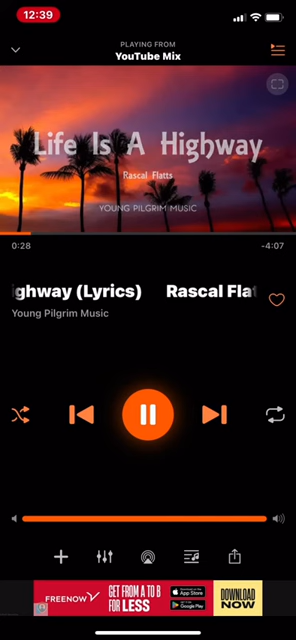 12:39
PLAYING FROM
YouTube Mix
Life Is A Highway
Rascal Flatts
YOUNG PILGRIM MUSIC
0:28
-4:07
ghway (Lyrics) Rascal Fla
Young Pilgrim Music
FREENOW
GET FROM A TO B
FOR LESS
App Store
Google Play
DOWNLOAD
NOW